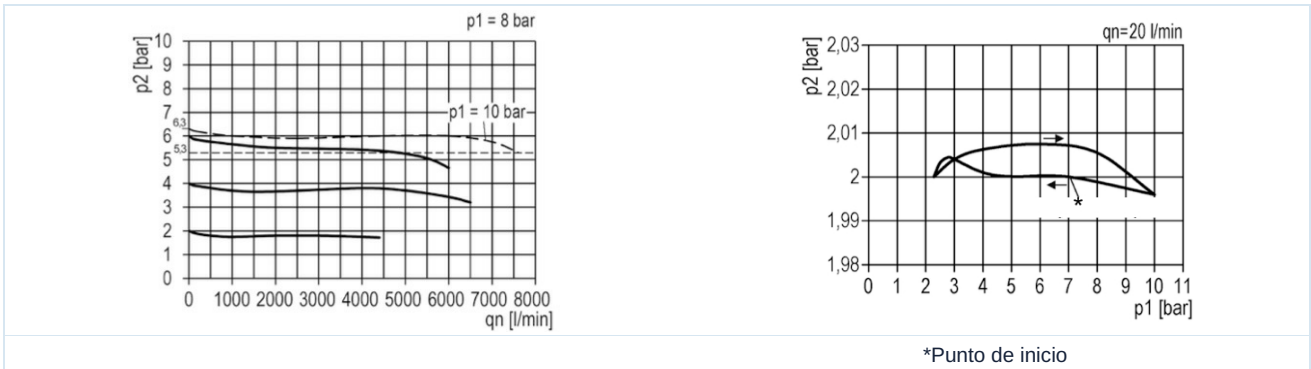 p1 = 8 bar
p2 [bar]
10
9
8
7
6,3
6
5,3
5
4
3
2
1
0
p1 = 10 bar
0 1000 2000 3000 4000 5000 6000 7000 8000
qn [l/min]
qn=20 l/min
p2 [bar]
2,03
2,02
2,01
2
1,99
1,98
*
0 1 2 3 4 5 6 7 8 9 10 11
p1 [bar]
*Punto de inicio